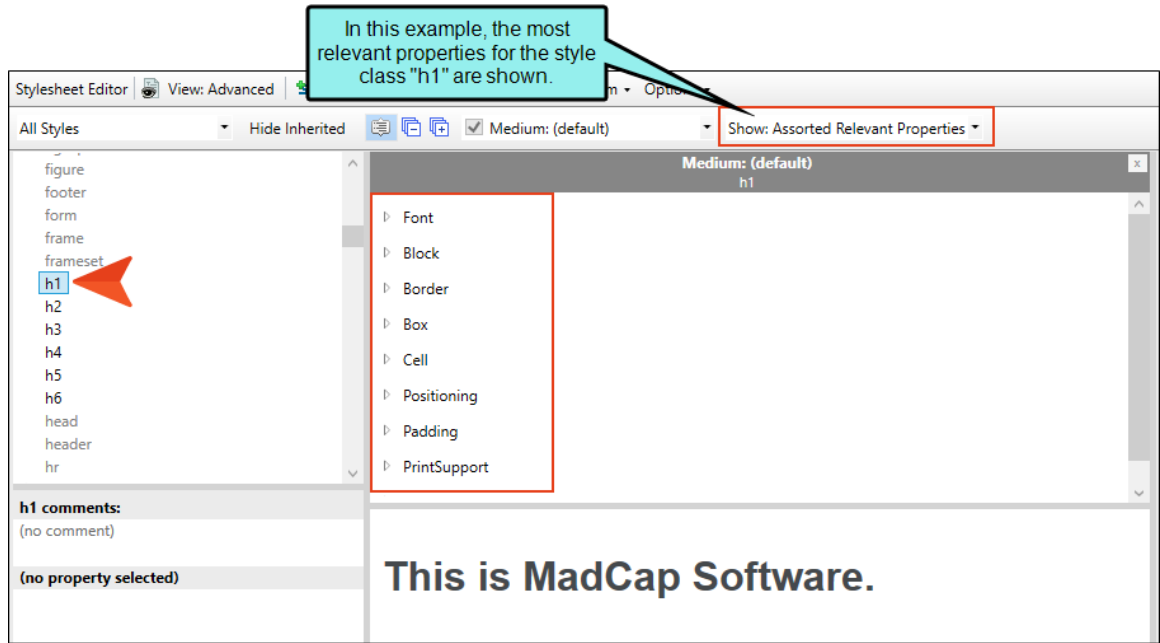 In this example, the most
relevant properties for the style
class "h1" are shown.
Stylesheet Editor View: Advanced
All Styles Hide Inherited Medium: (default) Show: Assorted Relevant Properties
figure
footer
form
frame
frameset
h1
h2
h3
h4
h5
h6
head
header
hr
Medium: (default)
h1
Font
Block
Border
Box
Cell
Positioning
Padding
PrintSupport
h1 comments:
(no comment)
(no property selected)
This is MadCap Software.